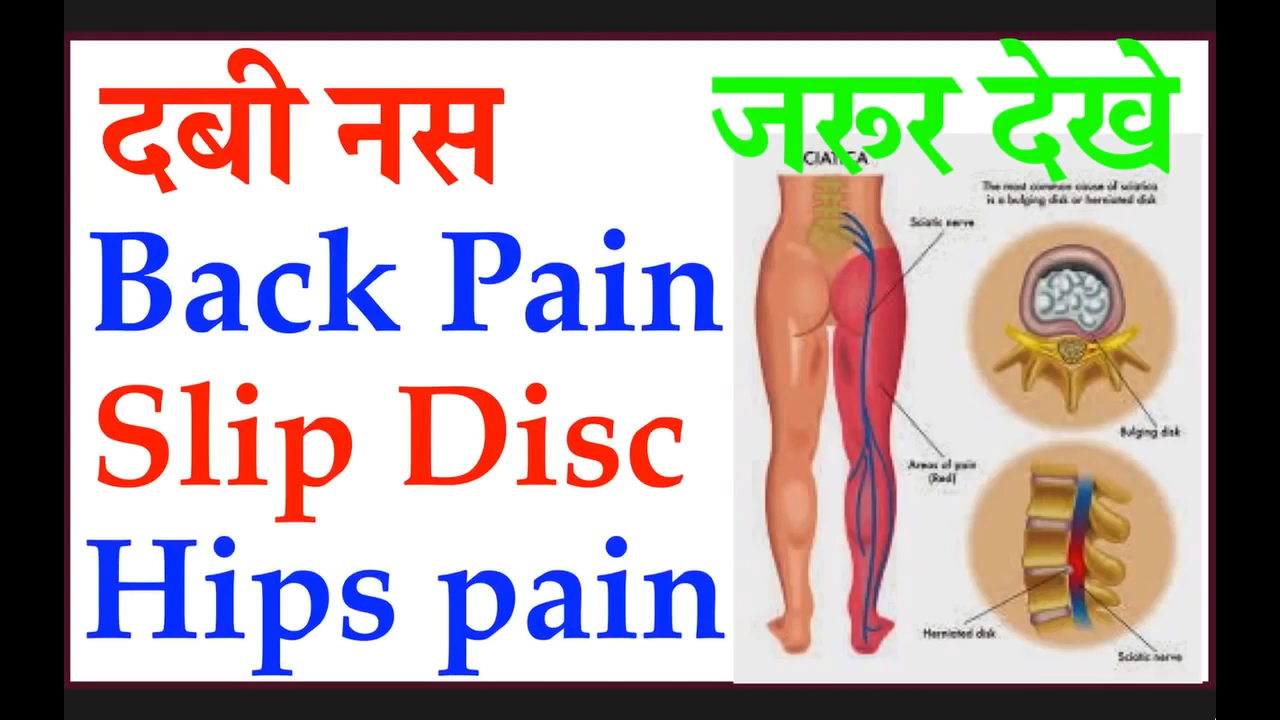 दबी नस
जरूर देखे
Back Pain
Slip Disc
Hips pain
SCIATICA
The most common cause of sciatica
is a bulging disk or herniated disk
Sciatic nerve
Bulging disk
Areas of pain
(Red)
Herniated disk
Sciatic nerve